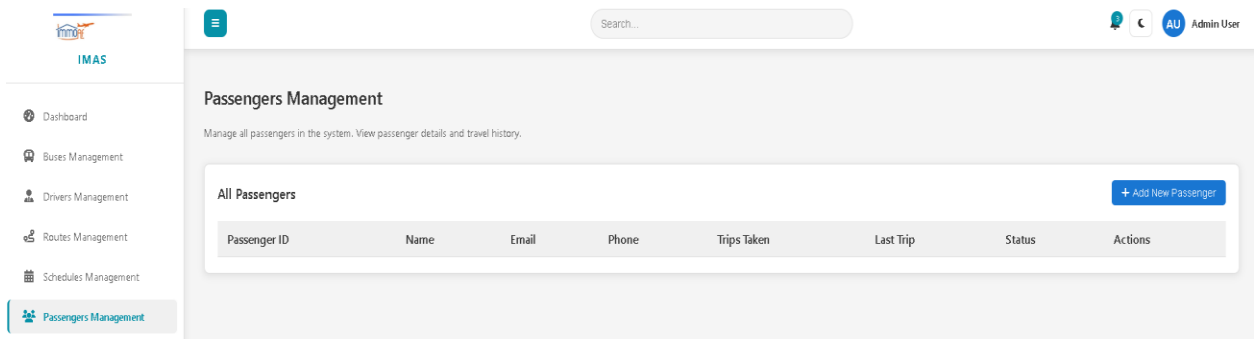 immoAf
IMAS
Search...
3
AU
Admin User
Dashboard
Buses Management
Drivers Management
Routes Management
Schedules Management
Passengers Management
Passengers Management
Manage all passengers in the system. View passenger details and travel history.
All Passengers
+ Add New Passenger
Passenger ID Name Email Phone Trips Taken Last Trip Status Actions